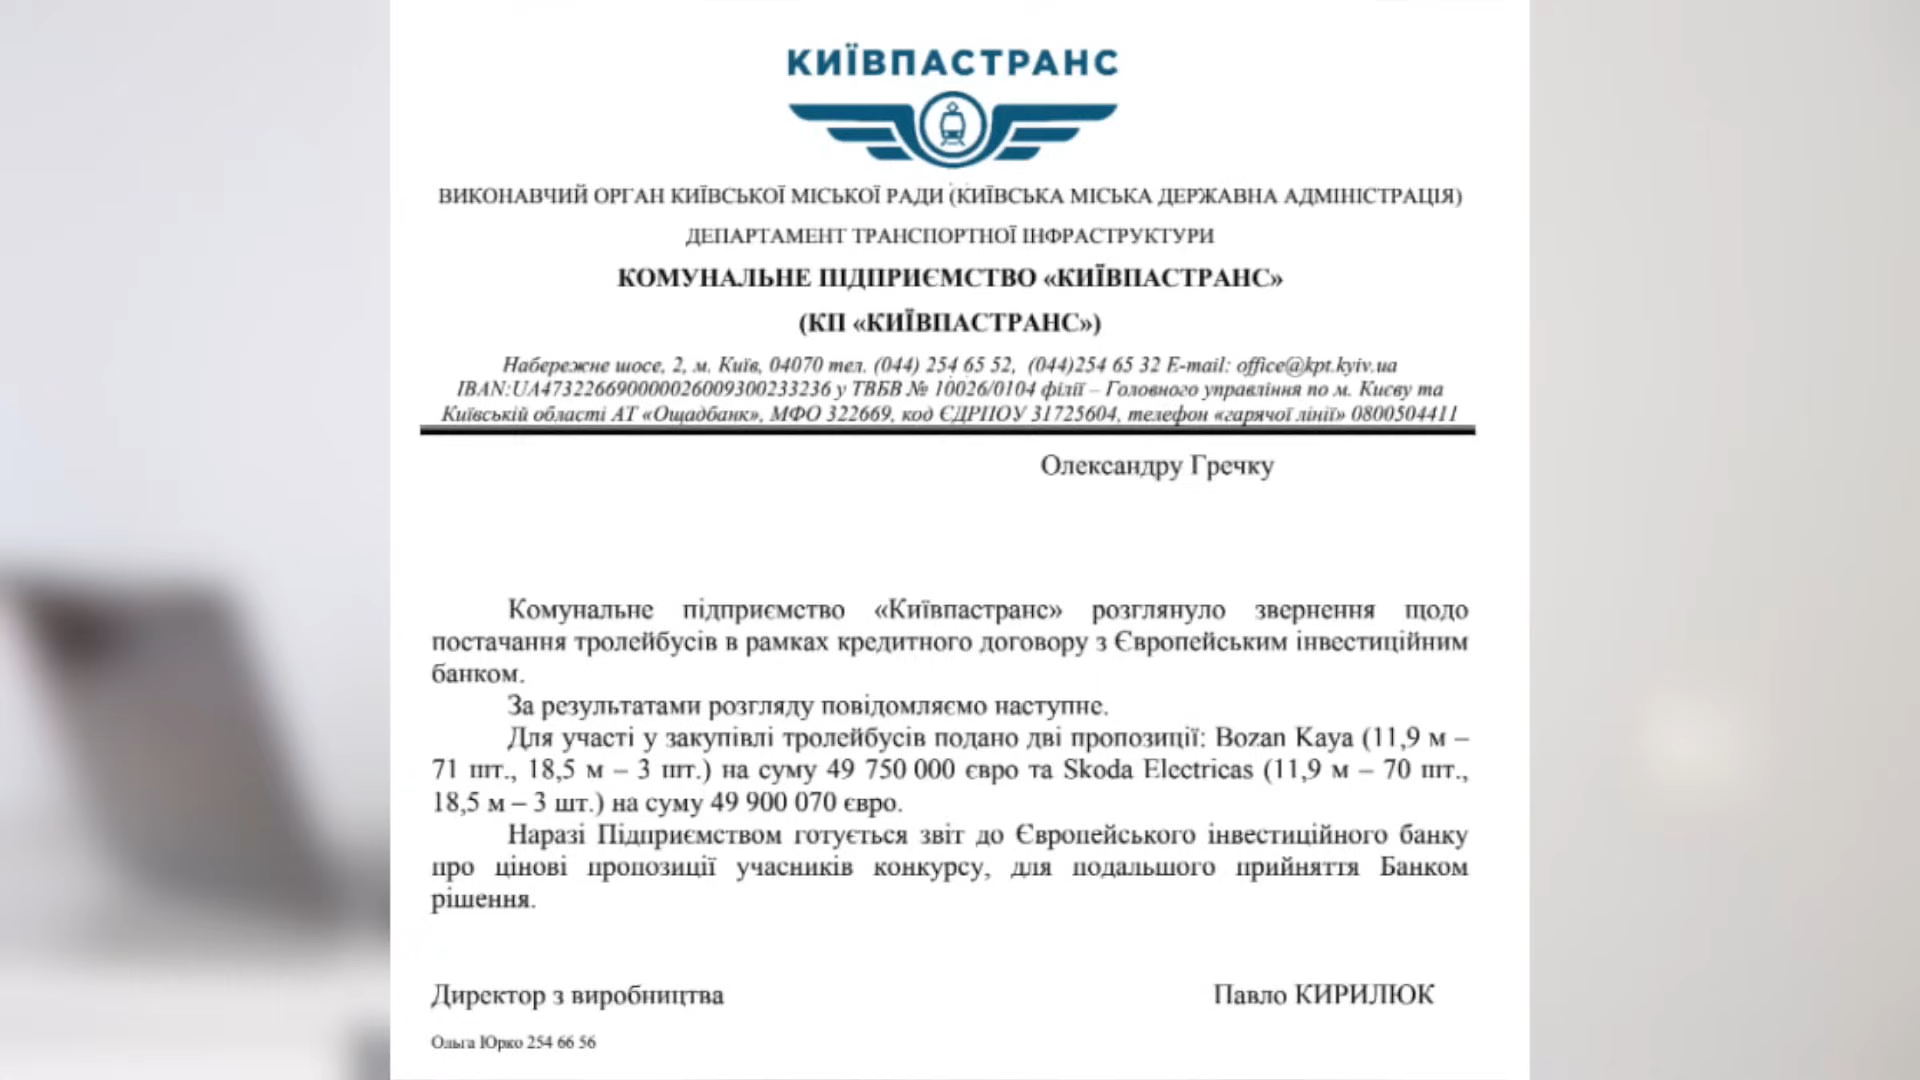 КИЇВПАСТРАНС
ВИКОНАВЧИЙ ОРГАН КИЇВСЬКОЇ МІСЬКОЇ РАДИ (КИЇВСЬКА МІСЬКА ДЕРЖАВНА АДМІНІСТРАЦІЯ)
ДЕПАРТАМЕНТ ТРАНСПОРТНОЇ ІНФРАСТРУКТУРИ
КОМУНАЛЬНЕ ПІДПРИЄМСТВО «КИЇВПАСТРАНС»
(КП «КИЇВПАСТРАНС»)
Набережне шосе, 2, м. Київ, 04070 тел. (044) 254 65 52, (044)254 65 32 E-mail: office@kpt.kyiv.ua
IBAN:UA473226690000026009300233236 у ТВБВ № 10026/0104 філії – Головного управління по м. Києву та
Київській області АТ «Ощадбанк», МФО 322669, код ЄДРПОУ 31725604, телефон «гарячої лінії» 0800504411
Олександру Гречку
Комунальне підприємство «Київпастранс» розглянуло звернення щодо
постачання тролейбусів в рамках кредитного договору з Європейським інвестиційним
банком.
За результатами розгляду повідомляємо наступне.
Для участі у закупівлі тролейбусів подано дві пропозиції: Bozan Kaya (11,9 м –
71 шт., 18,5 м – 3 шт.) на суму 49 750 000 євро та Skoda Electricas (11,9 м – 70 шт.,
18,5 м – 3 шт.) на суму 49 900 070 євро.
Наразі Підприємством готується звіт до Європейського інвестиційного банку
про цінові пропозиції учасників конкурсу, для подальшого прийняття Банком
рішення.
Директор з виробництва
Павло КИРИЛЮК
Ольга Юрко 254 66 56